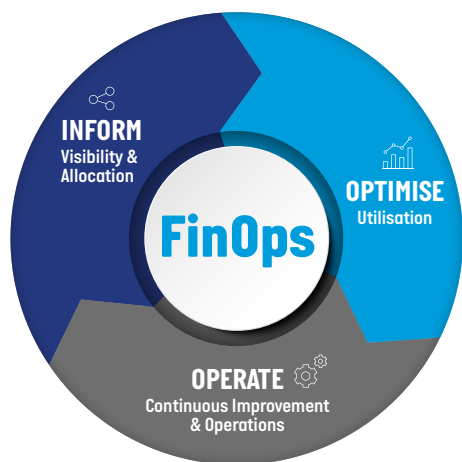 INFORM
Visibility &
Allocation
OPTIMISE
Utilisation
FinOps
OPERATE
Continuous Improvement
& Operations